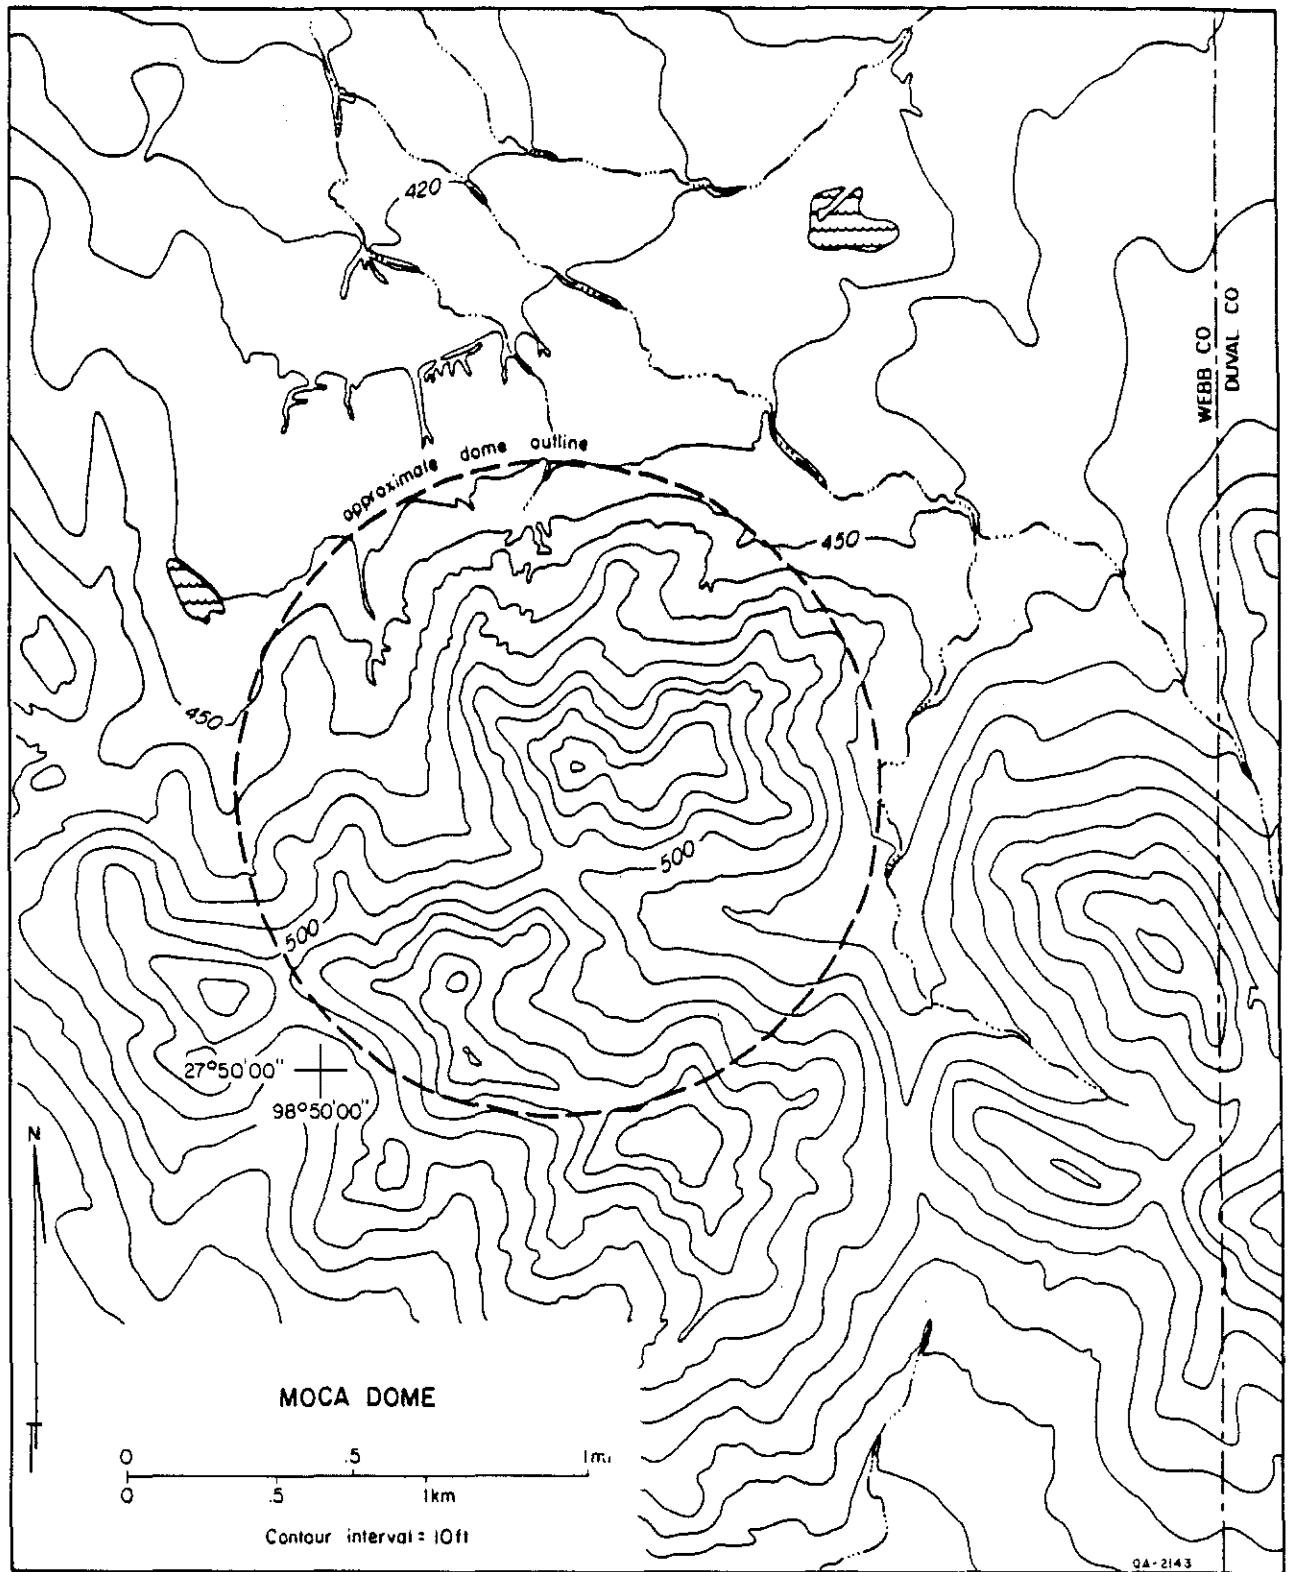 420
WEBB CO
DUVAL CO
approximate dome outline
450
450
500
500
27°50'00"
98°50'00"
N
MOCA DOME
0 .5 1mi
0 .5 1km
Contour interval = 10ft
QA-2143